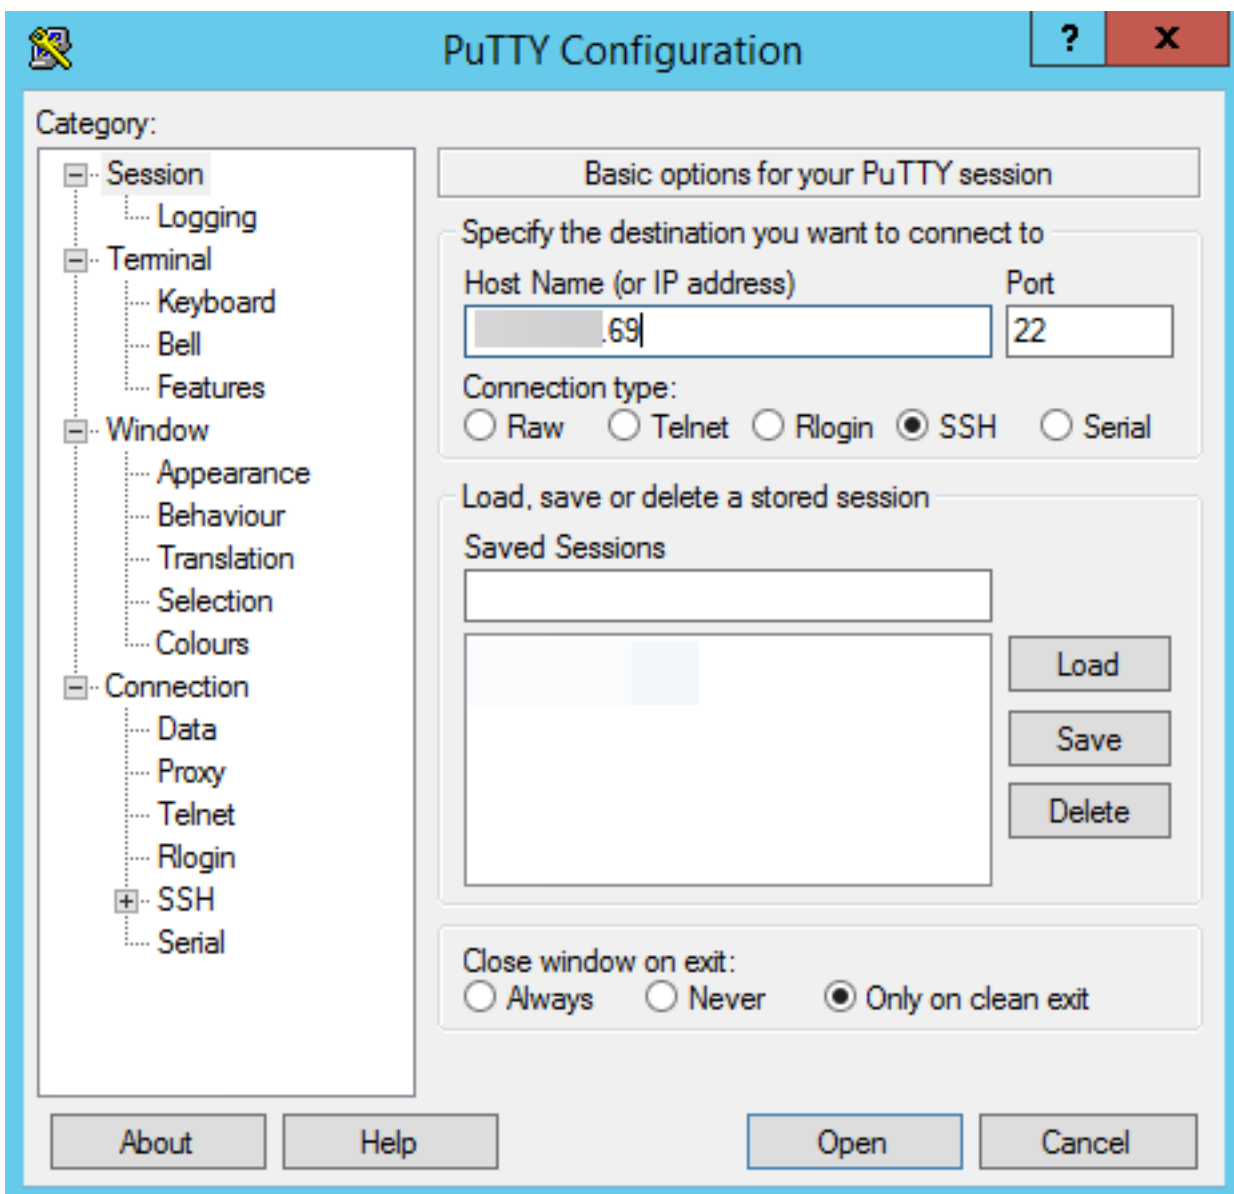 PuTTY Configuration
?
x
Category:
Session
Logging
Terminal
Keyboard
Bell
Features
Window
Appearance
Behaviour
Translation
Selection
Colours
Connection
Data
Proxy
Telnet
Rlogin
SSH
Serial
Basic options for your PuTTY session
Specify the destination you want to connect to
Host Name (or IP address) Port
.69 22
Connection type:
Raw Telnet Rlogin SSH Serial
Load, save or delete a stored session
Saved Sessions
Load
Save
Delete
Close window on exit:
Always Never Only on clean exit
About Help Open Cancel